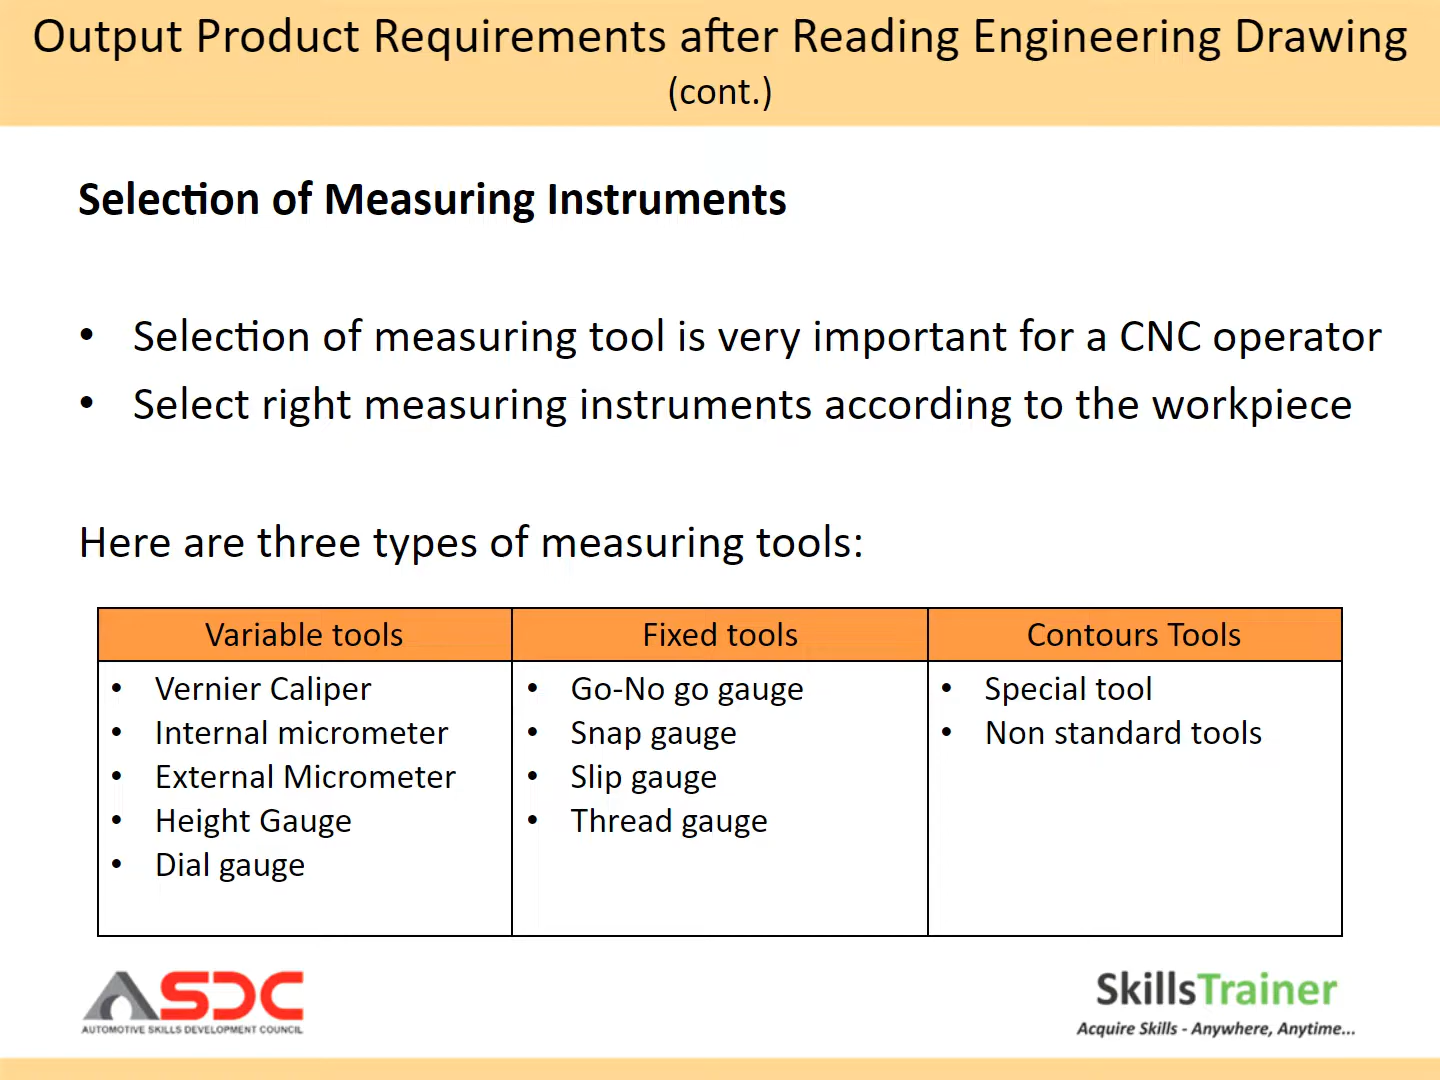 Output Product Requirements after Reading Engineering Drawing
(cont.)
Selection of Measuring Instruments
• Selection of measuring tool is very important for a CNC operator
• Select right measuring instruments according to the workpiece
Here are three types of measuring tools:
Variable tools
• Vernier Caliper
• Internal micrometer
• External Micrometer
• Height Gauge
• Dial gauge
Fixed tools
• Go-No go gauge
• Snap gauge
• Slip gauge
• Thread gauge
Contours Tools
• Special tool
• Non standard tools
ASDC
AUTOMOTIVE SKILLS DEVELOPMENT COUNCIL
SkillsTrainer
Acquire Skills - Anywhere, Anytime...